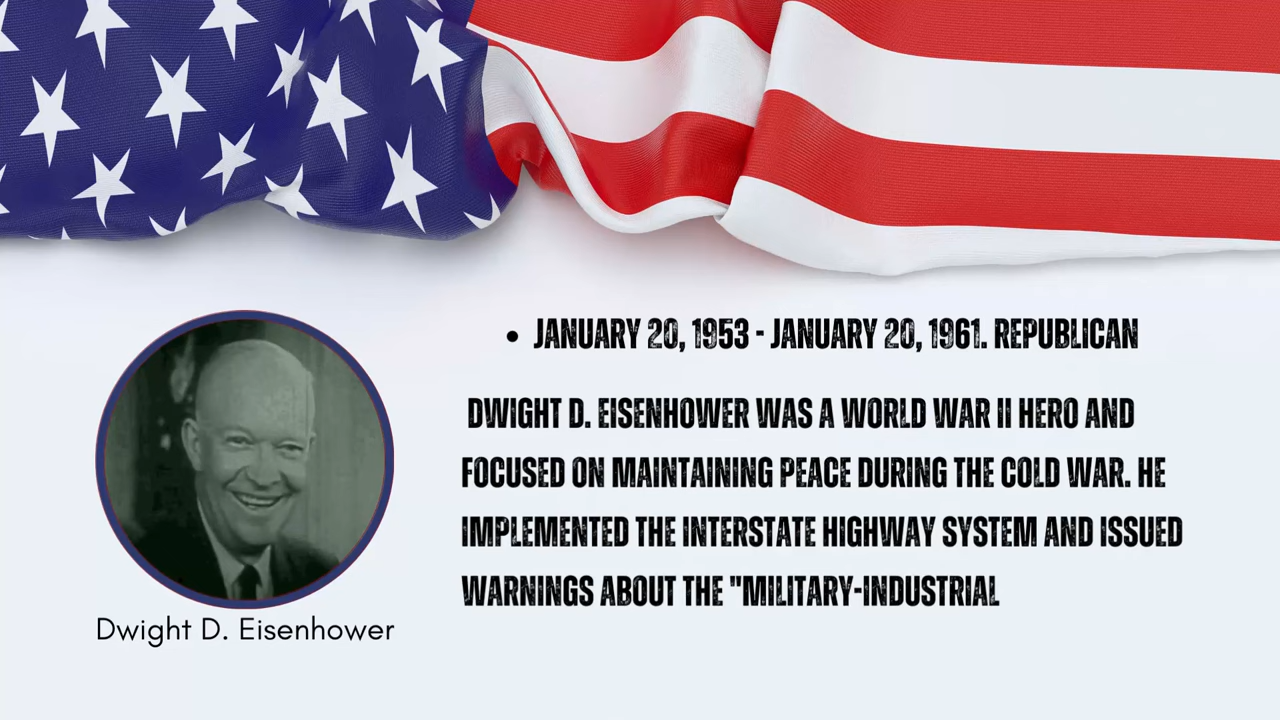 • JANUARY 20, 1953 - JANUARY 20, 1961. REPUBLICAN
DWIGHT D. EISENHOWER WAS A WORLD WAR II HERO AND
FOCUSED ON MAINTAINING PEACE DURING THE COLD WAR. HE
IMPLEMENTED THE INTERSTATE HIGHWAY SYSTEM AND ISSUED
WARNINGS ABOUT THE "MILITARY-INDUSTRIAL
Dwight D. Eisenhower